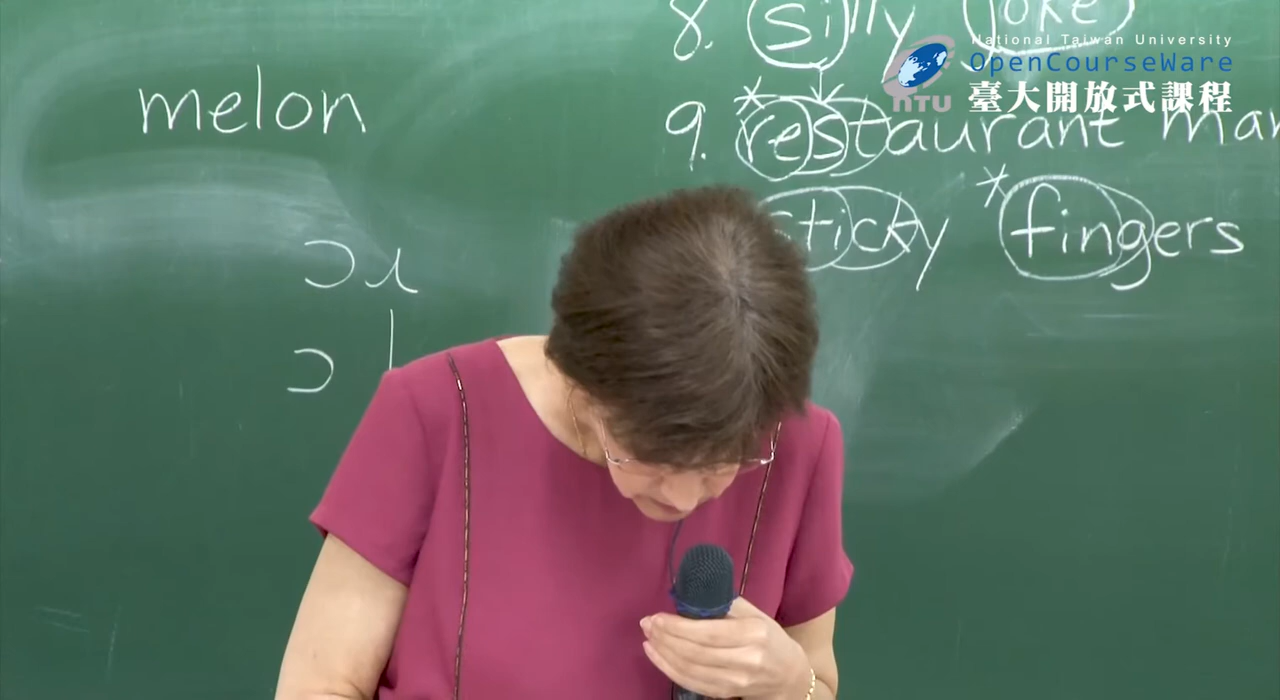 8. silly joke
National Taiwan University
OpenCourseWare
NTU 臺大開放式課程
melon
9. restaurant
sticky fingers